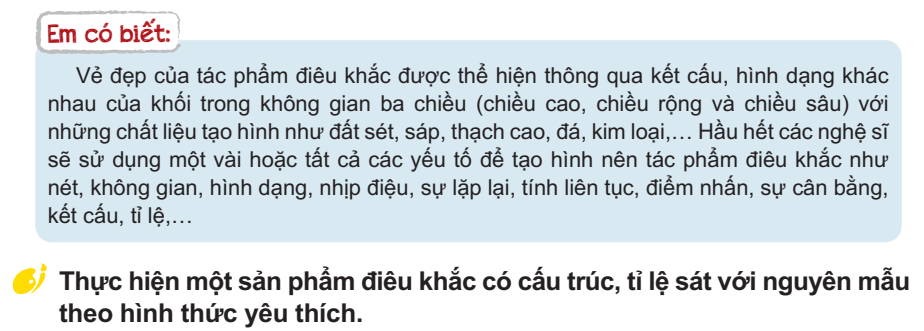 Em có biết:
Vẻ đẹp của tác phẩm điêu khắc được thể hiện thông qua kết cấu, hình dạng khác
nhau của khối trong không gian ba chiều (chiều cao, chiều rộng và chiều sâu) với
những chất liệu tạo hình như đất sét, sáp, thạch cao, đá, kim loại,... Hầu hết các nghệ sĩ
sẽ sử dụng một vài hoặc tất cả các yếu tố để tạo hình nên tác phẩm điêu khắc như
nét, không gian, hình dạng, nhịp điệu, sự lặp lại, tính liên tục, điểm nhấn, sự cân bằng,
kết cấu, tỉ lệ,...
Thực hiện một sản phẩm điêu khắc có cấu trúc, tỉ lệ sát với nguyên mẫu
theo hình thức yêu thích.